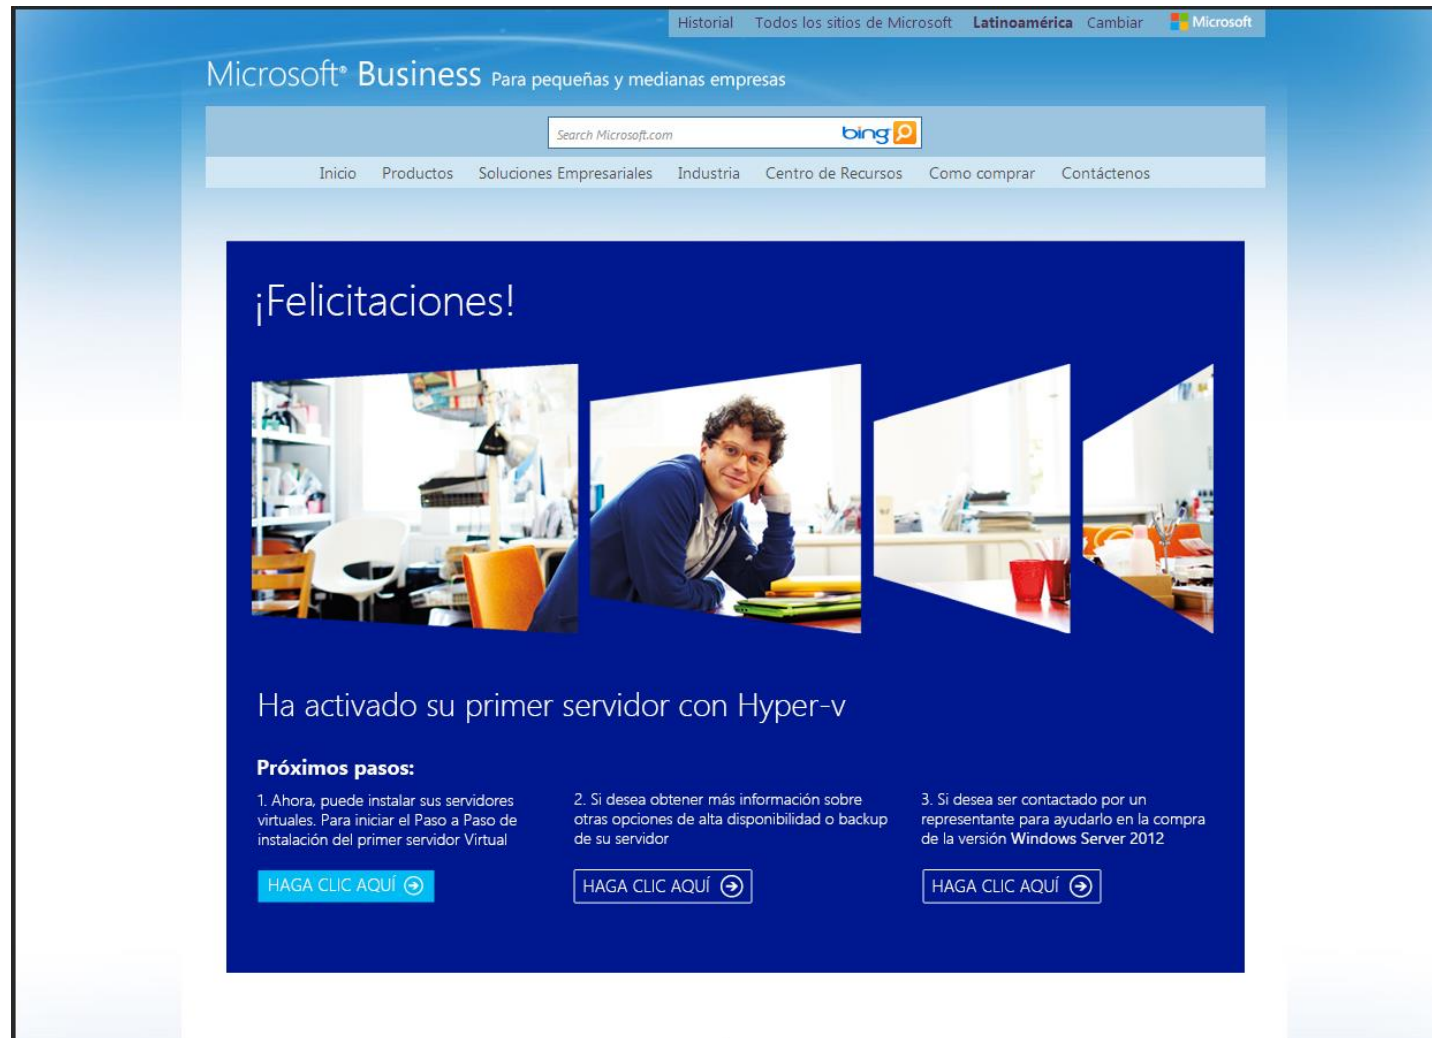 Historial Todos los sitios de Microsoft Latinoamérica Cambiar Microsoft
Microsoft® Business Para pequeñas y medianas empresas
Search Microsoft.com bing
Inicio Productos Soluciones Empresariales Industria Centro de Recursos Como comprar Contáctenos
¡Felicitaciones!
Ha activado su primer servidor con Hyper-v
Próximos pasos:
1. Ahora, puede instalar sus servidores
virtuales. Para iniciar el Paso a Paso de
instalación del primer servidor Virtual
HAGA CLIC AQUÍ
2. Si desea obtener más información sobre
otras opciones de alta disponibilidad o backup
de su servidor
HAGA CLIC AQUÍ
3. Si desea ser contactado por un
representante para ayudarlo en la compra
de la versión Windows Server 2012
HAGA CLIC AQUÍ